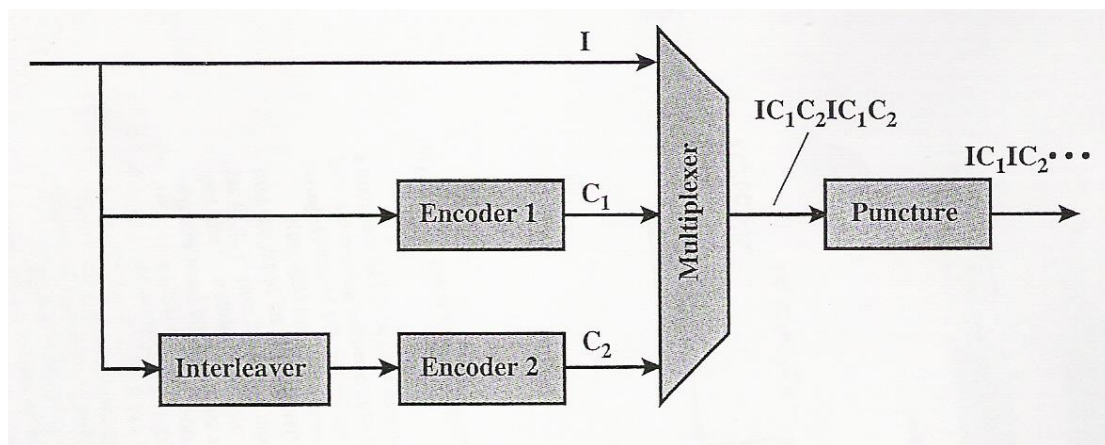 I
IC₁C₂IC₁C₂
IC₁IC₂•••
Encoder 1
C₁
Multiplexer
Puncture
Interleaver
Encoder 2
C₂